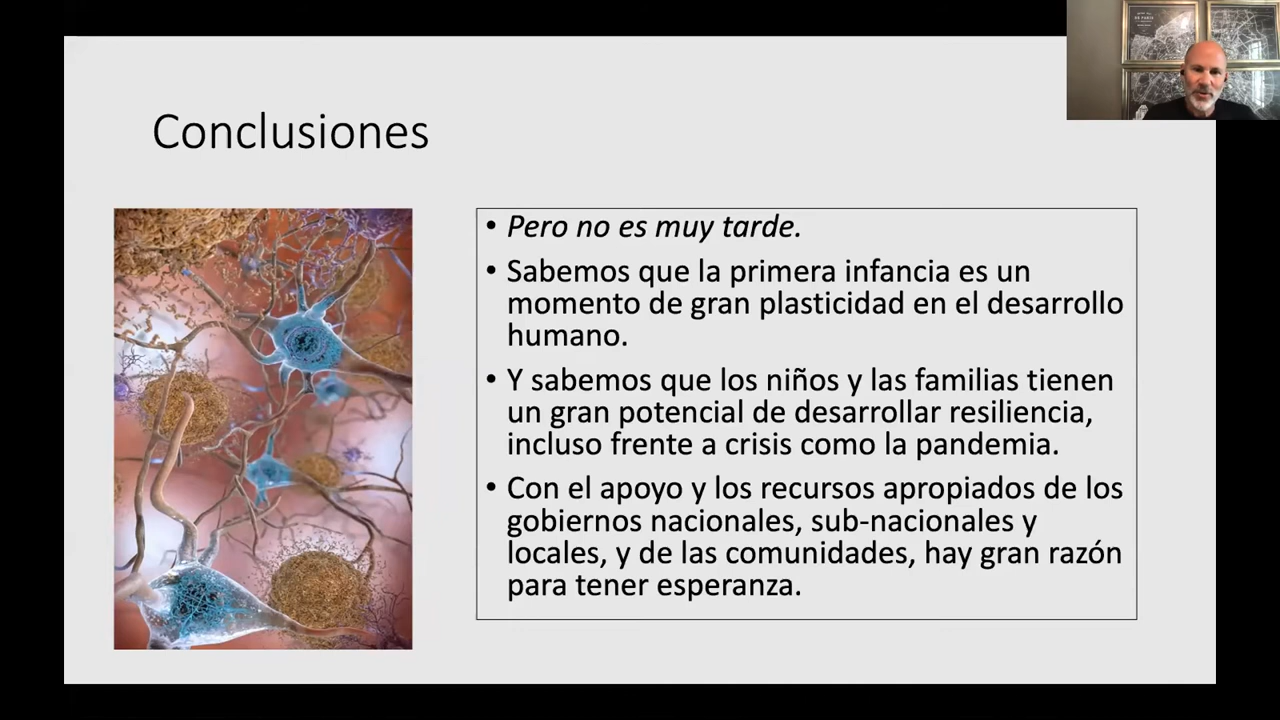 Conclusiones
• Pero no es muy tarde.
• Sabemos que la primera infancia es un
momento de gran plasticidad en el desarrollo
humano.
• Y sabemos que los niños y las familias tienen
un gran potencial de desarrollar resiliencia,
incluso frente a crisis como la pandemia.
• Con el apoyo y los recursos apropiados de los
gobiernos nacionales, sub-nacionales y
locales, y de las comunidades, hay gran razón
para tener esperanza.